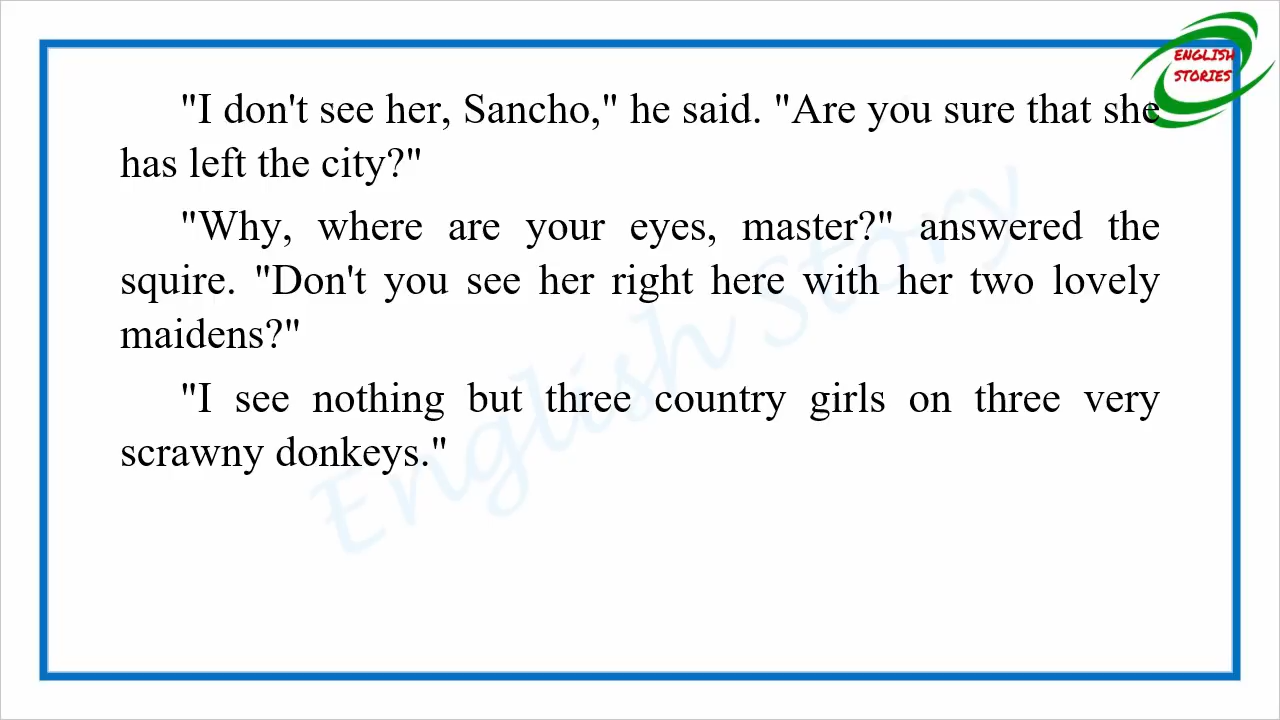 ENGLISH
STORIES
"I don't see her, Sancho," he said. "Are you sure that she
has left the city?"
"Why, where are your eyes, master?" answered the
squire. "Don't you see her right here with her two lovely
maidens?"
"I see nothing but three country girls on three very
scrawny donkeys."
English Story